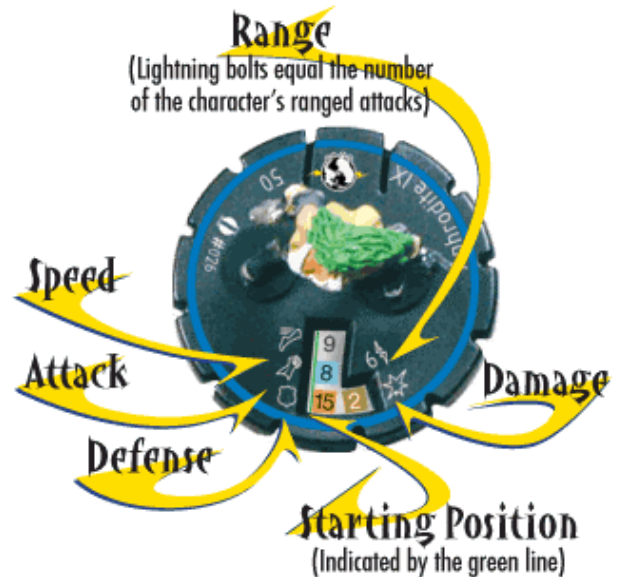 Range
(Lightning bolts equal the number
of the character's ranged attacks)
50
Aphrodite IX
#026
Speed
9
6
Attack
8
Damage
15 2
Defense
Starting Position
(Indicated by the green line)